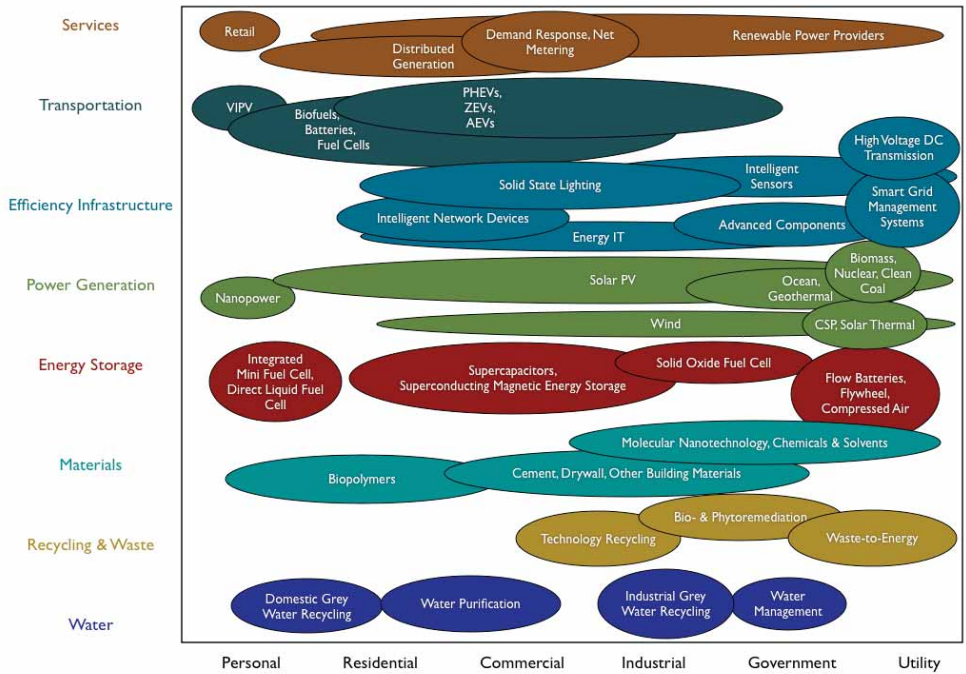 Services
Retail
Distributed
Generation
Demand Response, Net
Metering
Renewable Power Providers
Transportation
VIPV
Biofuels,
Batteries,
Fuel Cells
PHEVs,
ZEVs,
AEVs
Efficiency Infrastructure
High Voltage DC
Transmission
Solid State Lighting
Intelligent
Sensors
Smart Grid
Management
Systems
Intelligent Network Devices
Energy IT
Advanced Components
Power Generation
Nanopower
Solar PV
Ocean,
Geothermal
Biomass,
Nuclear, Clean
Coal
Wind
CSP, Solar Thermal
Energy Storage
Integrated
Mini Fuel Cell,
Direct Liquid Fuel
Cell
Supercapacitors,
Superconducting Magnetic Energy Storage
Solid Oxide Fuel Cell
Flow Batteries,
Flywheel,
Compressed Air
Materials
Biopolymers
Cement, Drywall, Other Building Materials
Molecular Nanotechnology, Chemicals & Solvents
Recycling & Waste
Technology Recycling
Bio- & Phytoremediation
Waste-to-Energy
Water
Domestic Grey
Water Recycling
Water Purification
Industrial Grey
Water Recycling
Water
Management
Personal
Residential
Commercial
Industrial
Government
Utility